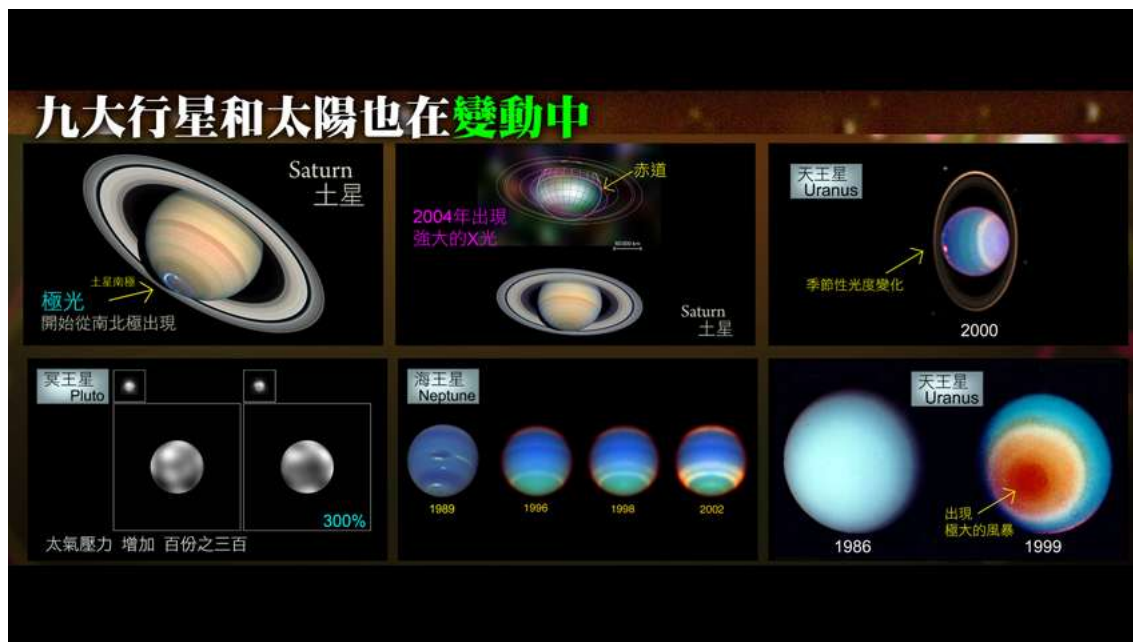 九大行星和太陽也在變動中
Saturn
土星
土星南極
極光
開始從南北極出現
赤道
2004年出現
強大的X光
Saturn
土星
天王星
Uranus
季節性光度變化
2000
冥王星
Pluto
300%
太氣壓力 增加 百份之三百
海王星
Neptune
1989
1996
1998
2002
天王星
Uranus
出現
極大的風暴
1986
1999